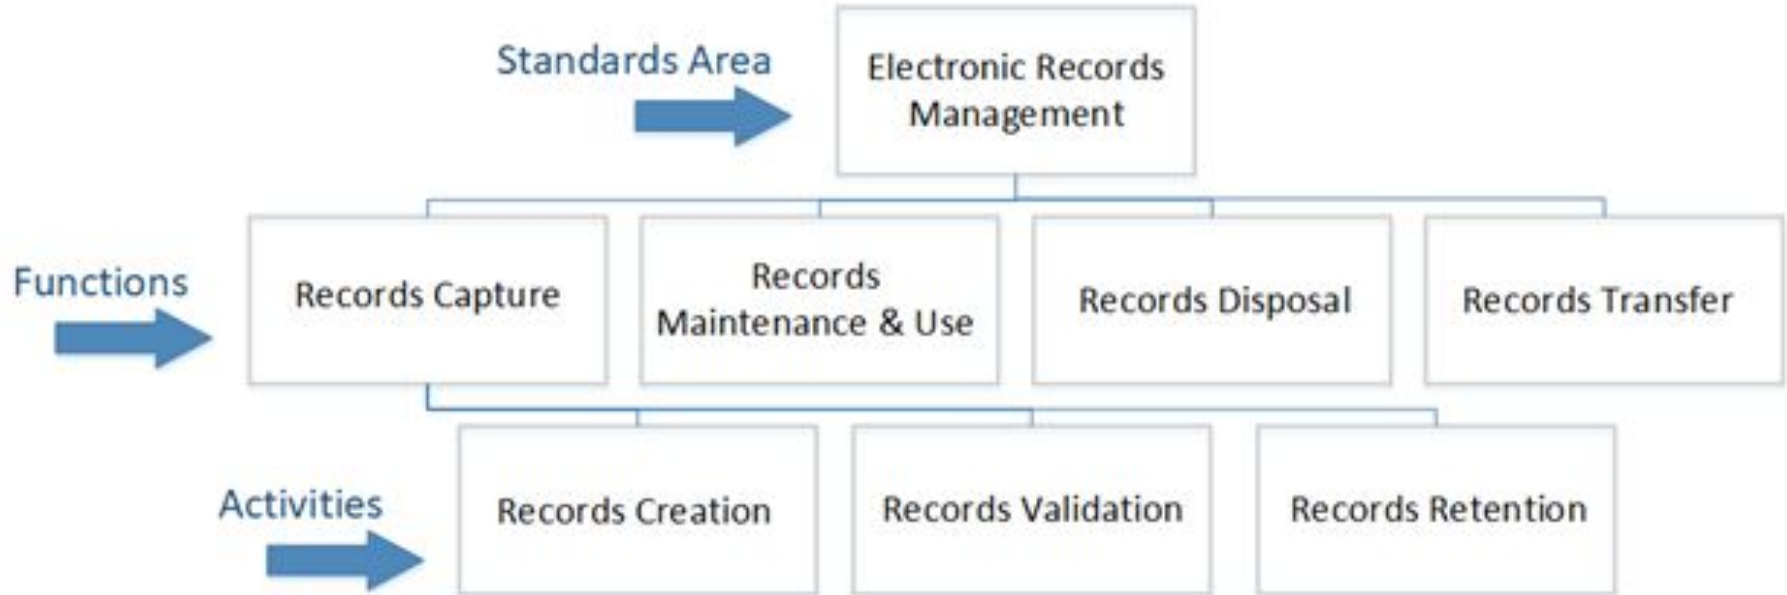 Standards Area
Electronic Records
Management
Functions
Records Capture
Records
Maintenance & Use
Records Disposal
Records Transfer
Activities
Records Creation
Records Validation
Records Retention